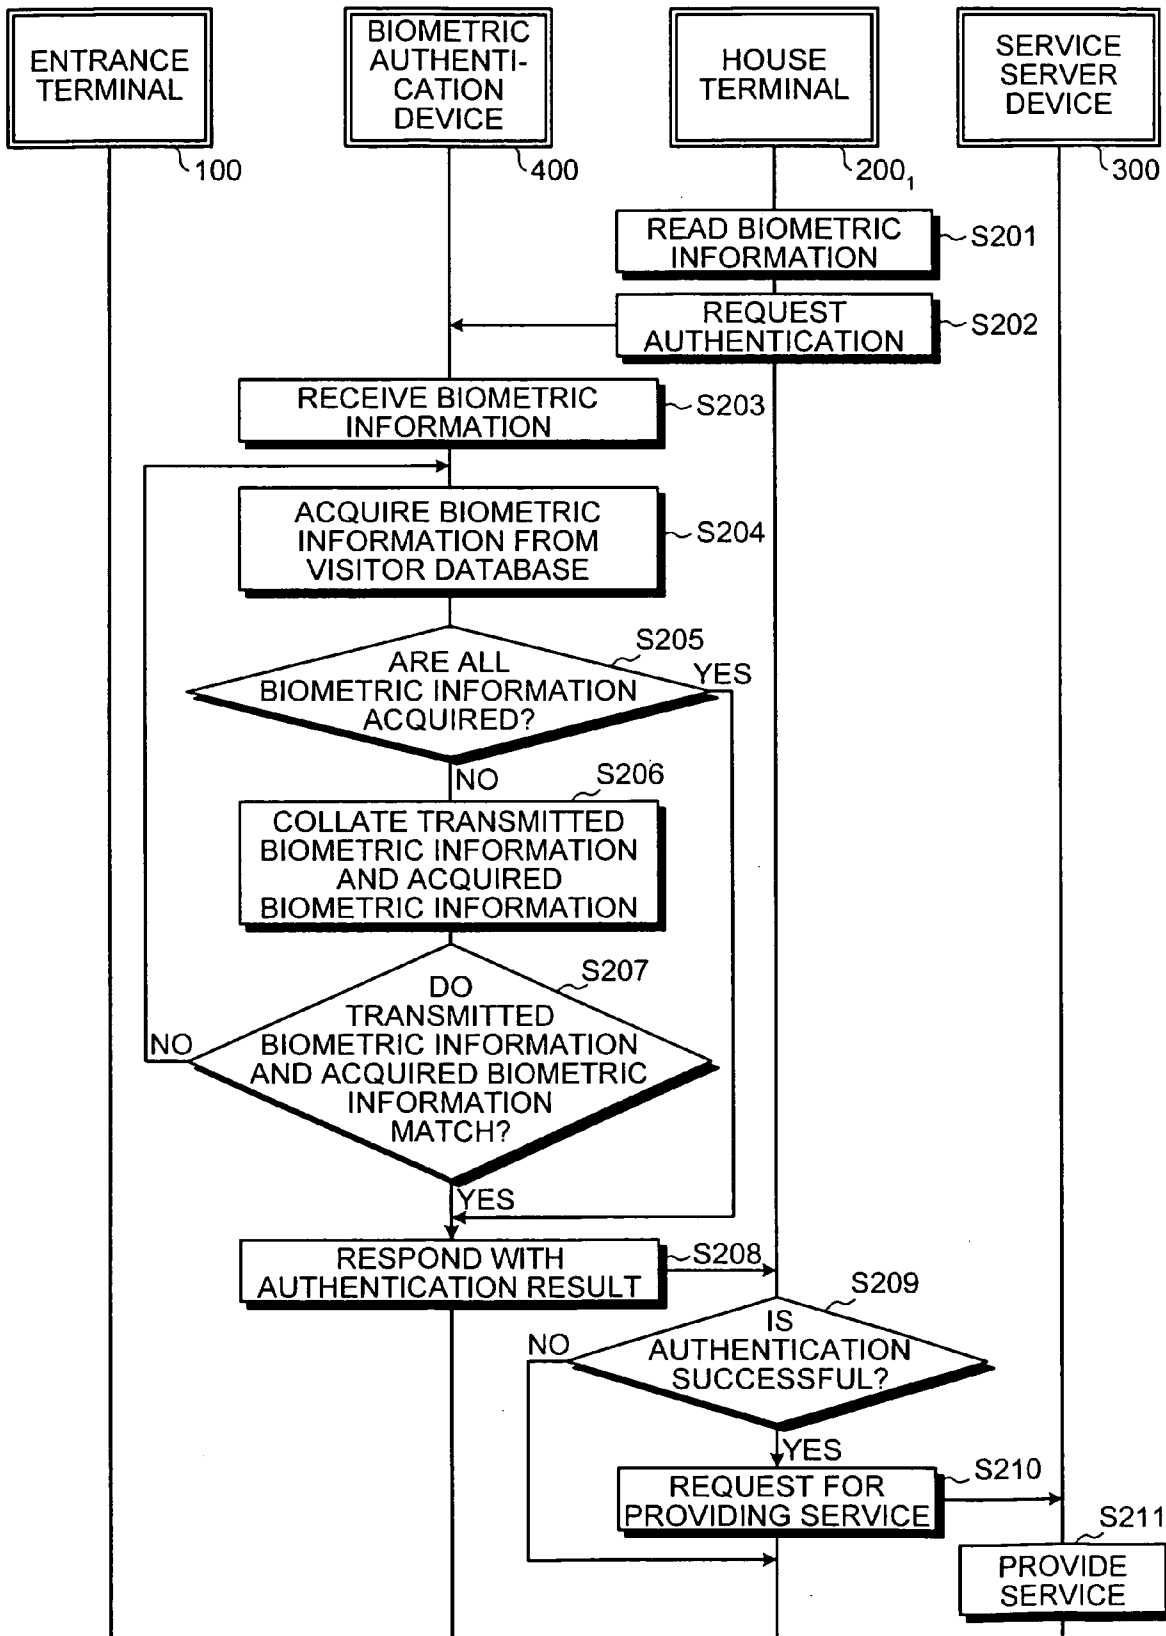 ENTRANCE
TERMINAL
100
BIOMETRIC
AUTHENTI-
CATION
DEVICE
400
HOUSE
TERMINAL
200₁
SERVICE
SERVER
DEVICE
300
READ BIOMETRIC
INFORMATION
S201
REQUEST
AUTHENTICATION
S202
RECEIVE BIOMETRIC
INFORMATION
S203
ACQUIRE BIOMETRIC
INFORMATION FROM
VISITOR DATABASE
S204
S205
ARE ALL
BIOMETRIC INFORMATION
ACQUIRED?
YES
NO
S206
COLLATE TRANSMITTED
BIOMETRIC INFORMATION
AND ACQUIRED
BIOMETRIC INFORMATION
S207
DO
TRANSMITTED
BIOMETRIC INFORMATION
AND ACQUIRED BIOMETRIC
INFORMATION
MATCH?
NO
YES
RESPOND WITH
AUTHENTICATION RESULT
S208
S209
IS
AUTHENTICATION
SUCCESSFUL?
NO
YES
REQUEST FOR
PROVIDING SERVICE
S210
S211
PROVIDE
SERVICE